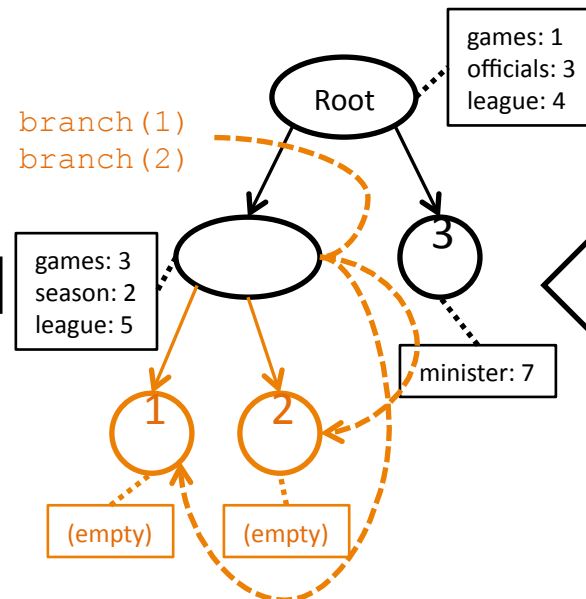 games: 1
officials: 3
league: 4
Root
branch(1)
branch(2)
3
games: 3
season: 2
league: 5
minister: 7
1
2
(empty)
(empty)